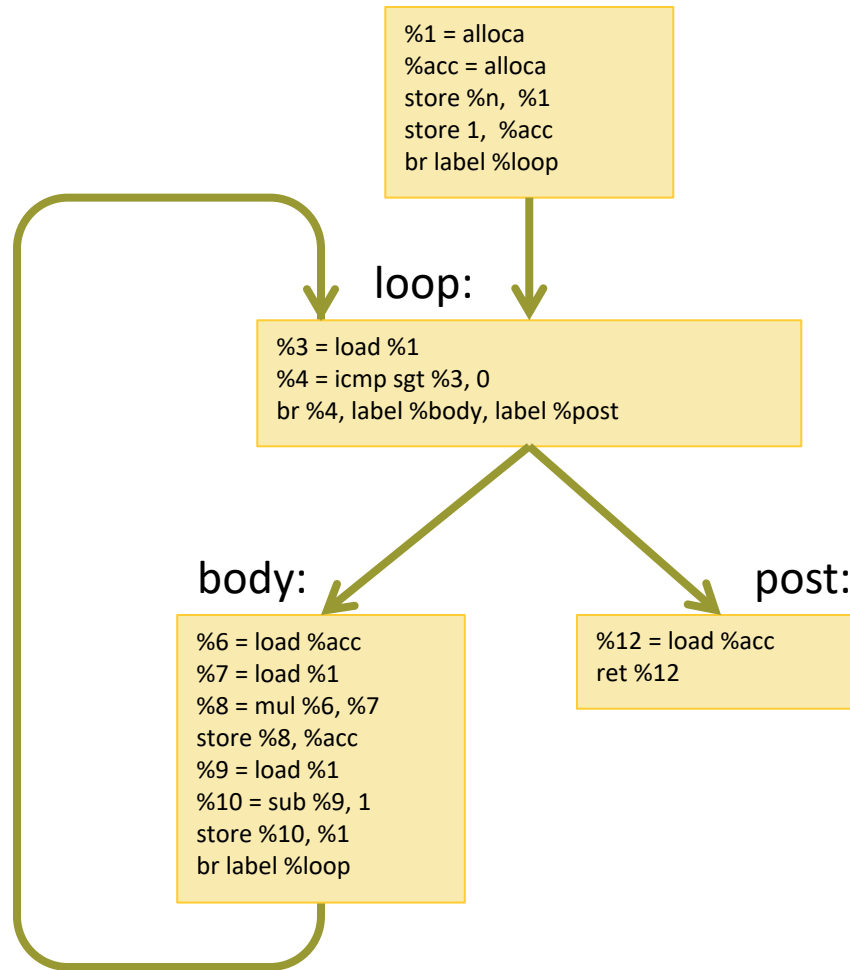 %1 = alloca
%acc = alloca
store %n,  %1
store 1,  %acc
br label %loop
loop:
%3 = load %1
%4 = icmp sgt %3, 0
br %4, label %body, label %post
body:
%6 = load %acc
%7 = load %1
%8 = mul %6, %7
store %8, %acc
%9 = load %1
%10 = sub %9, 1
store %10, %1
br label %loop
post:
%12 = load %acc
ret %12